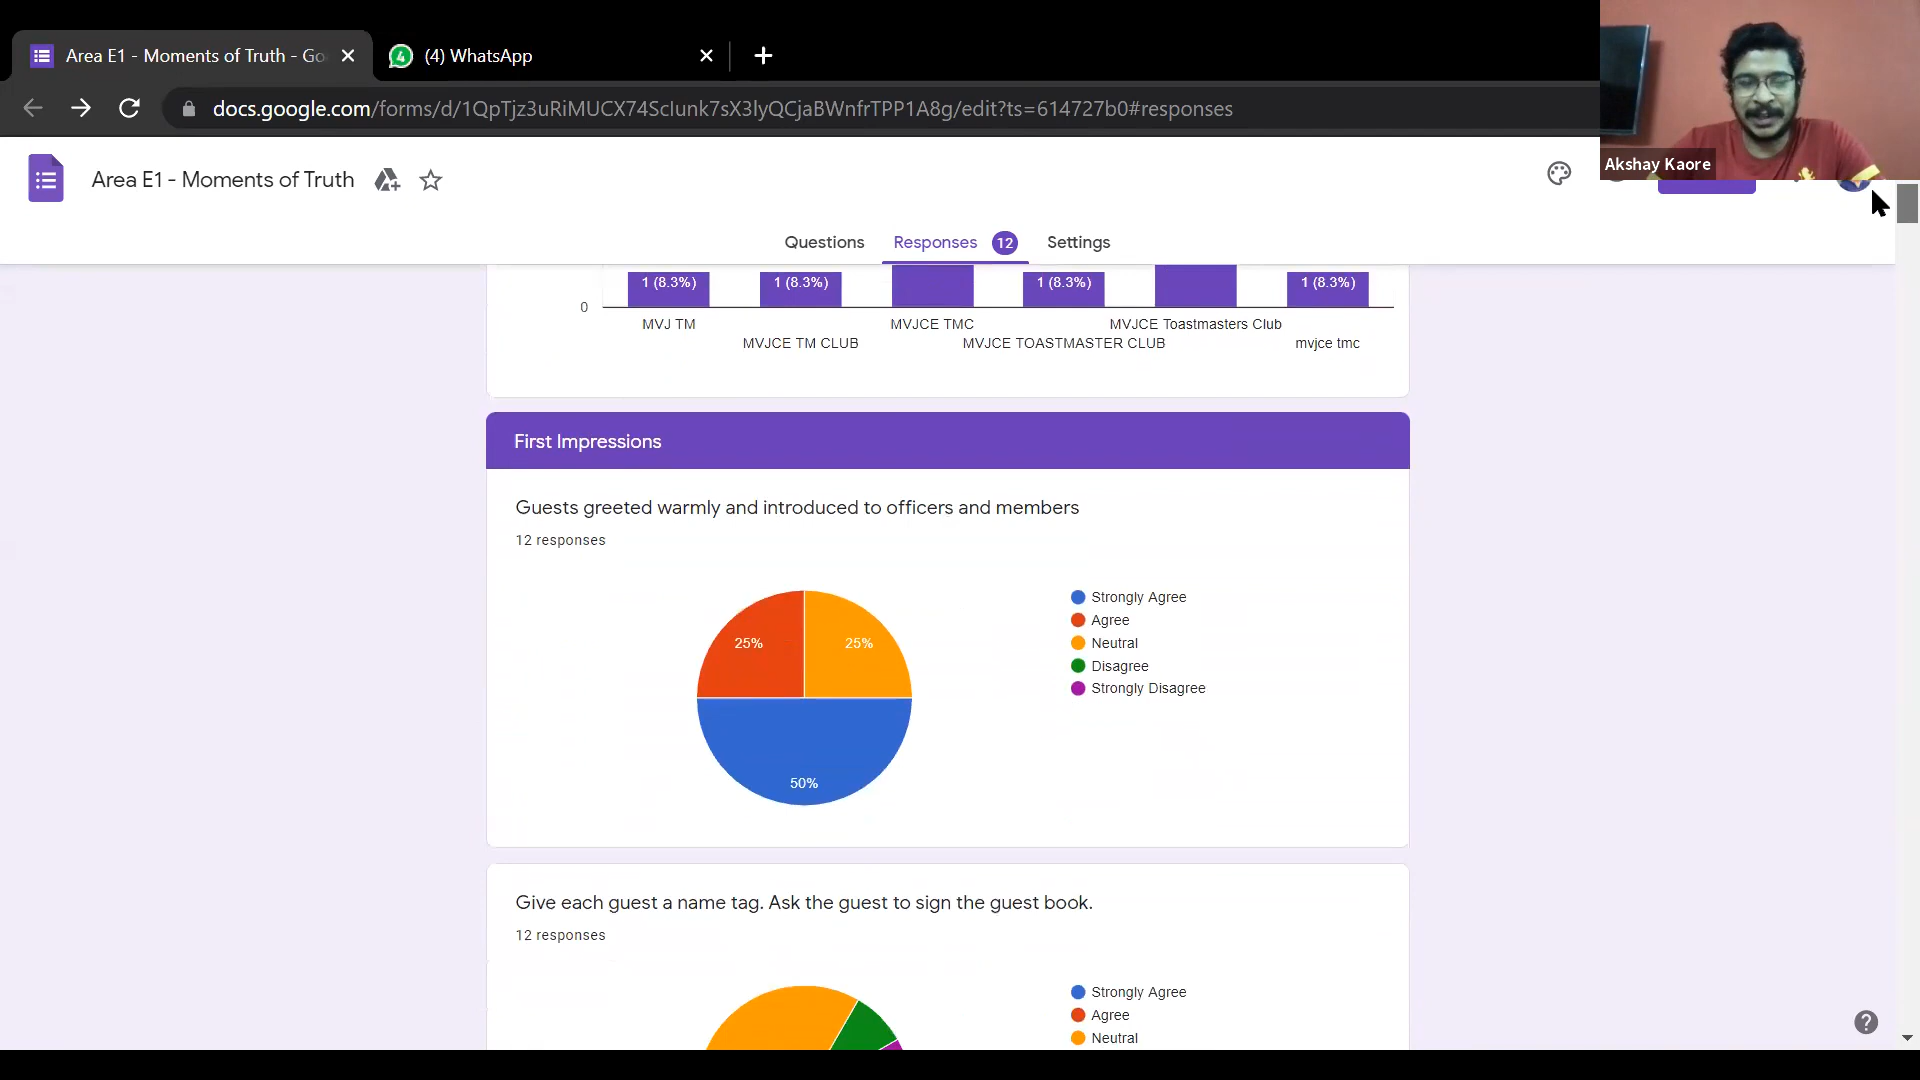 Area E1 - Moments of Truth - Go
(4) WhatsApp
docs.google.com/forms/d/1QpTjz3uRiMUCX74ScIunk7sX3lyQCjaBWnfrTPP1A8g/edit?ts=614727b0#responses
Akshay Kaore
Area E1 - Moments of Truth
Questions Responses 12 Settings
1 (8.3%) 1 (8.3%) 1 (8.3%) 1 (8.3%)
0
MVJ TM MVJCE TMC MVJCE Toastmasters Club
MVJCE TM CLUB MVJCE TOASTMASTER CLUB mvjce tmc
First Impressions
Guests greeted warmly and introduced to officers and members
12 responses
Strongly Agree
Agree
Neutral
Disagree
Strongly Disagree
25% 25%
50%
Give each guest a name tag. Ask the guest to sign the guest book.
12 responses
Strongly Agree
Agree
Neutral